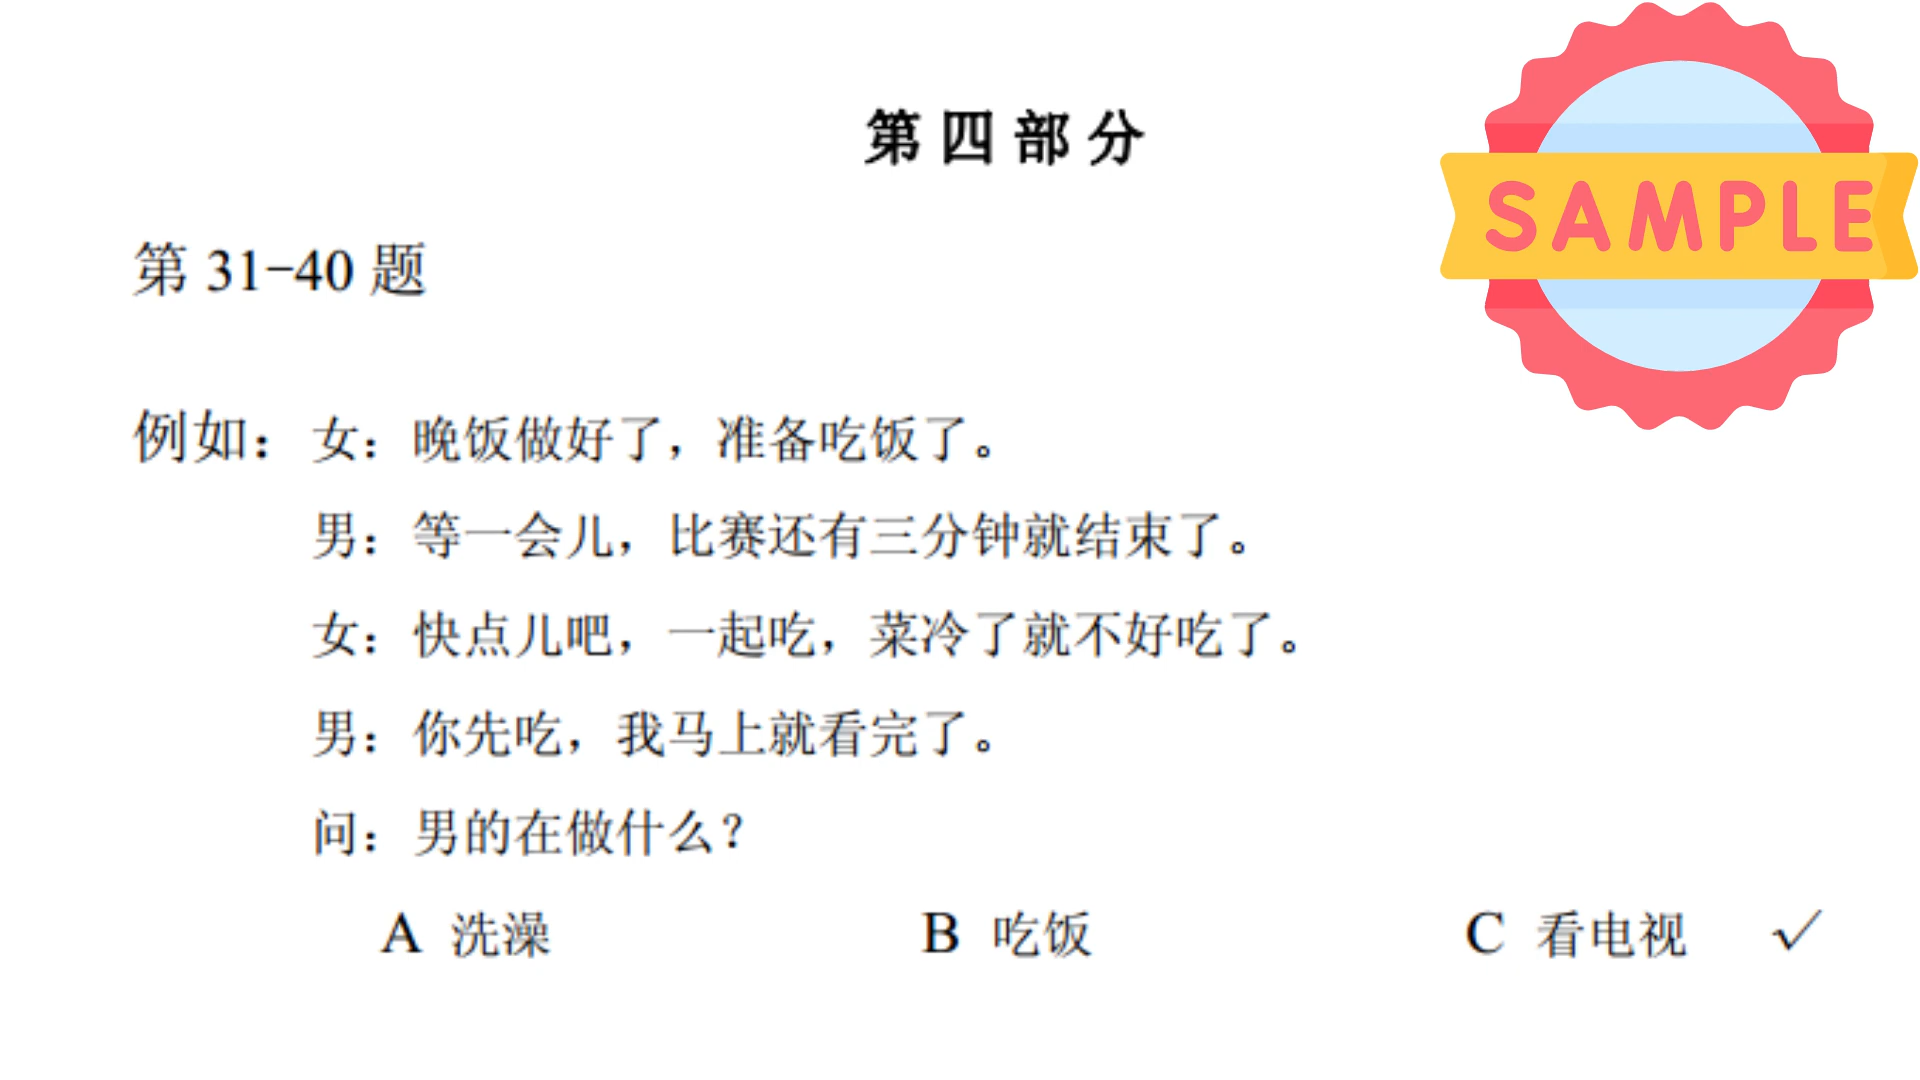 第四部分
SAMPLE
第 31-40 题
例如：女：晚饭做好了，准备吃饭了。
男：等一会儿，比赛还有三分钟就结束了。
女：快点儿吧，一起吃，菜冷了就不好吃了。
男：你先吃，我马上就看完了。
问：男的在做什么？
A 洗澡 B 吃饭 C 看电视 √